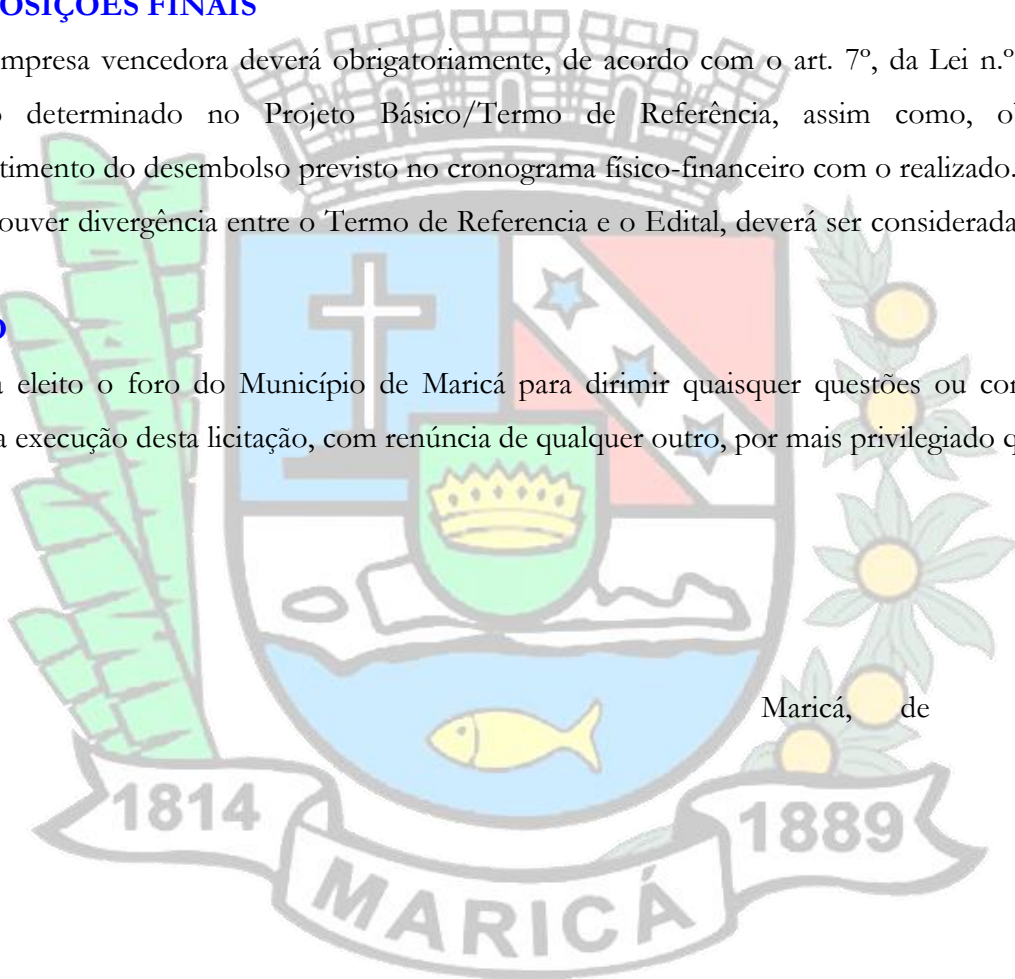 OSIÇÕES FINAIS
mpresa vencedora deverá obrigatoriamente, de acordo com o art. 7º, da Lei n.º
determinado no Projeto Básico/Termo de Referência, assim como, o
timento do desembolso previsto no cronograma físico-financeiro com o realizado.
ouver divergência entre o Termo de Referencia e o Edital, deverá ser considerada
O
eleito o foro do Município de Maricá para dirimir quaisquer questões ou cor
a execução desta licitação, com renúncia de qualquer outro, por mais privilegiado q
Maricá, de
1814
1889
MARICÁ